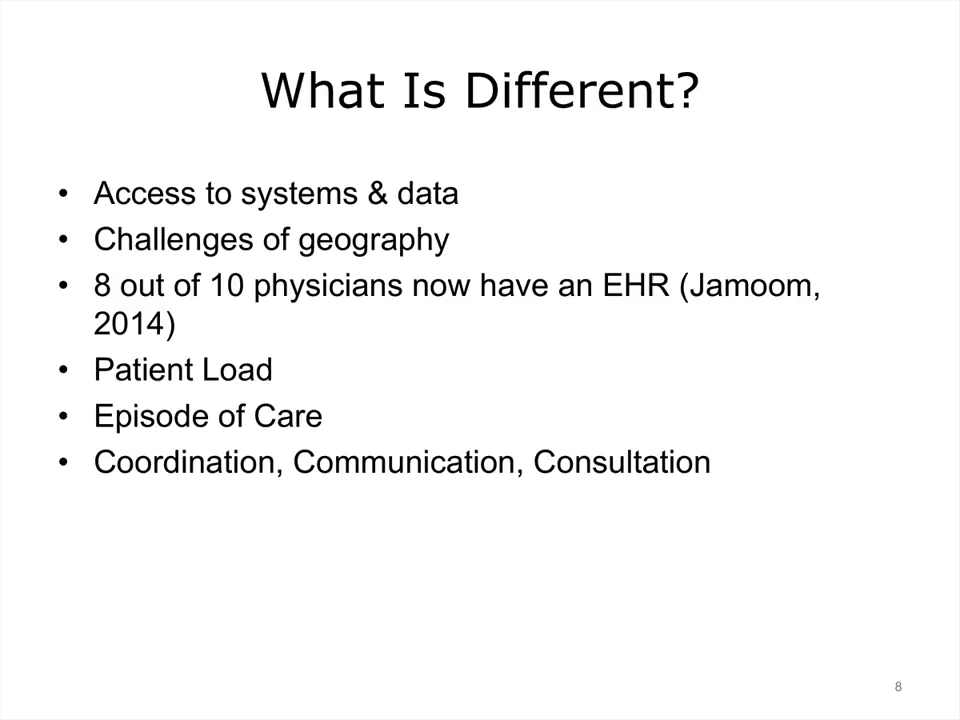 What Is Different?
• Access to systems & data
• Challenges of geography
• 8 out of 10 physicians now have an EHR (Jamoom,
2014)
• Patient Load
• Episode of Care
• Coordination, Communication, Consultation
8